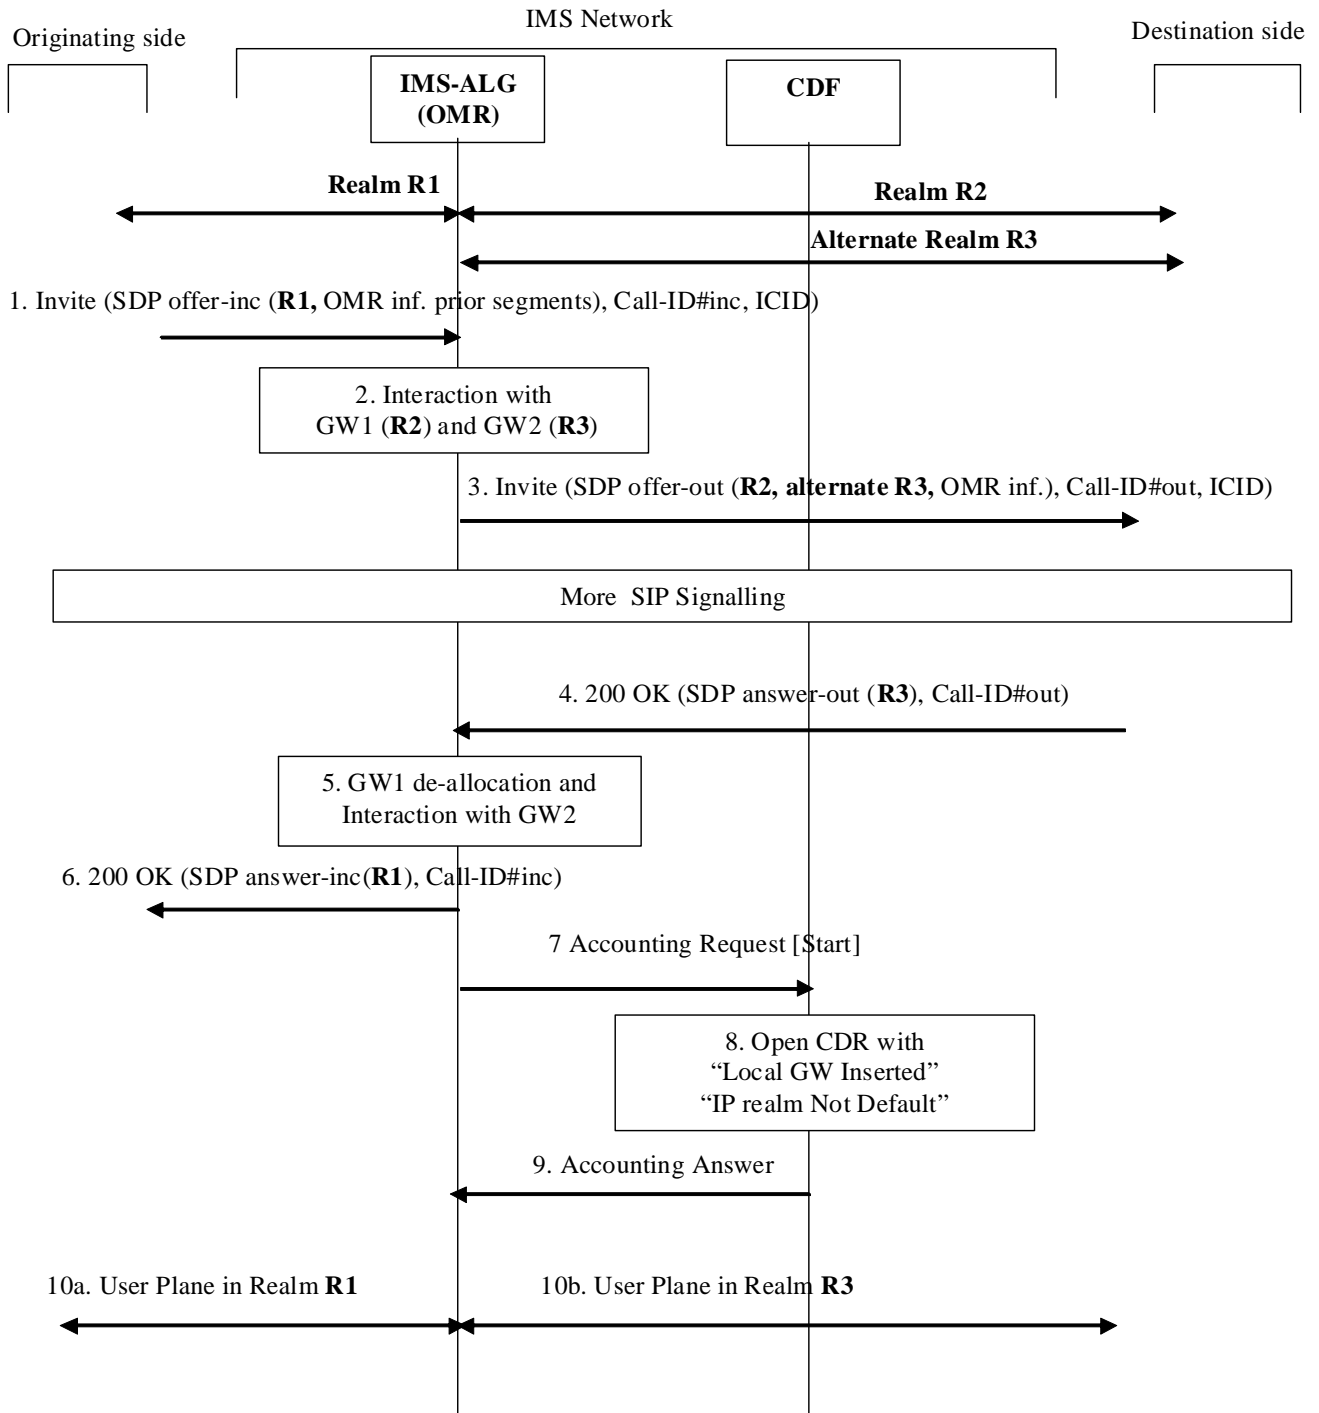 IMS Network
Originating side
Destination side
IMS-ALG
(OMR)
CDF
Realm R1
Realm R2
Alternate Realm R3
1. Invite (SDP offer-inc (R1, OMR inf. prior segments), Call-ID#inc, ICID)
2. Interaction with
GW1 (R2) and GW2 (R3)
3. Invite (SDP offer-out (R2, alternate R3, OMR inf.), Call-ID#out, ICID)
More SIP Signalling
4. 200 OK (SDP answer-out (R3), Call-ID#out)
5. GW1 de-allocation and
Interaction with GW2
6. 200 OK (SDP answer-inc(R1), Call-ID#inc)
7 Accounting Request [Start]
8. Open CDR with
“Local GW Inserted”
“IP realm Not Default”
9. Accounting Answer
10a. User Plane in Realm R1
10b. User Plane in Realm R3